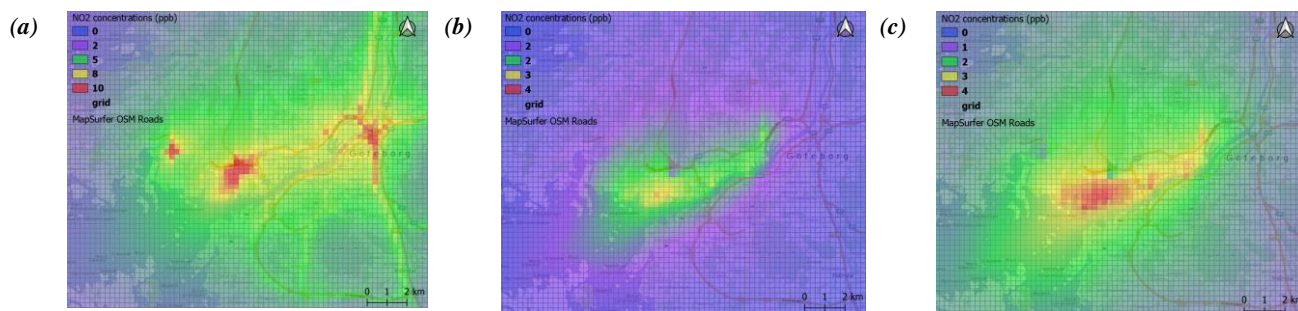 (a)
NO2 concentrations (ppb)
0
2
5
8
10
grid
MapSurfer OSM Roads
Göteborg
0 1 2 km
(b)
NO2 concentrations (ppb)
0
2
2
3
4
grid
MapSurfer OSM Roads
Göteborg
0 1 2 km
(c)
NO2 concentrations (ppb)
0
1
2
3
4
grid
MapSurfer OSM Roads
Göteborg
0 1 2 km